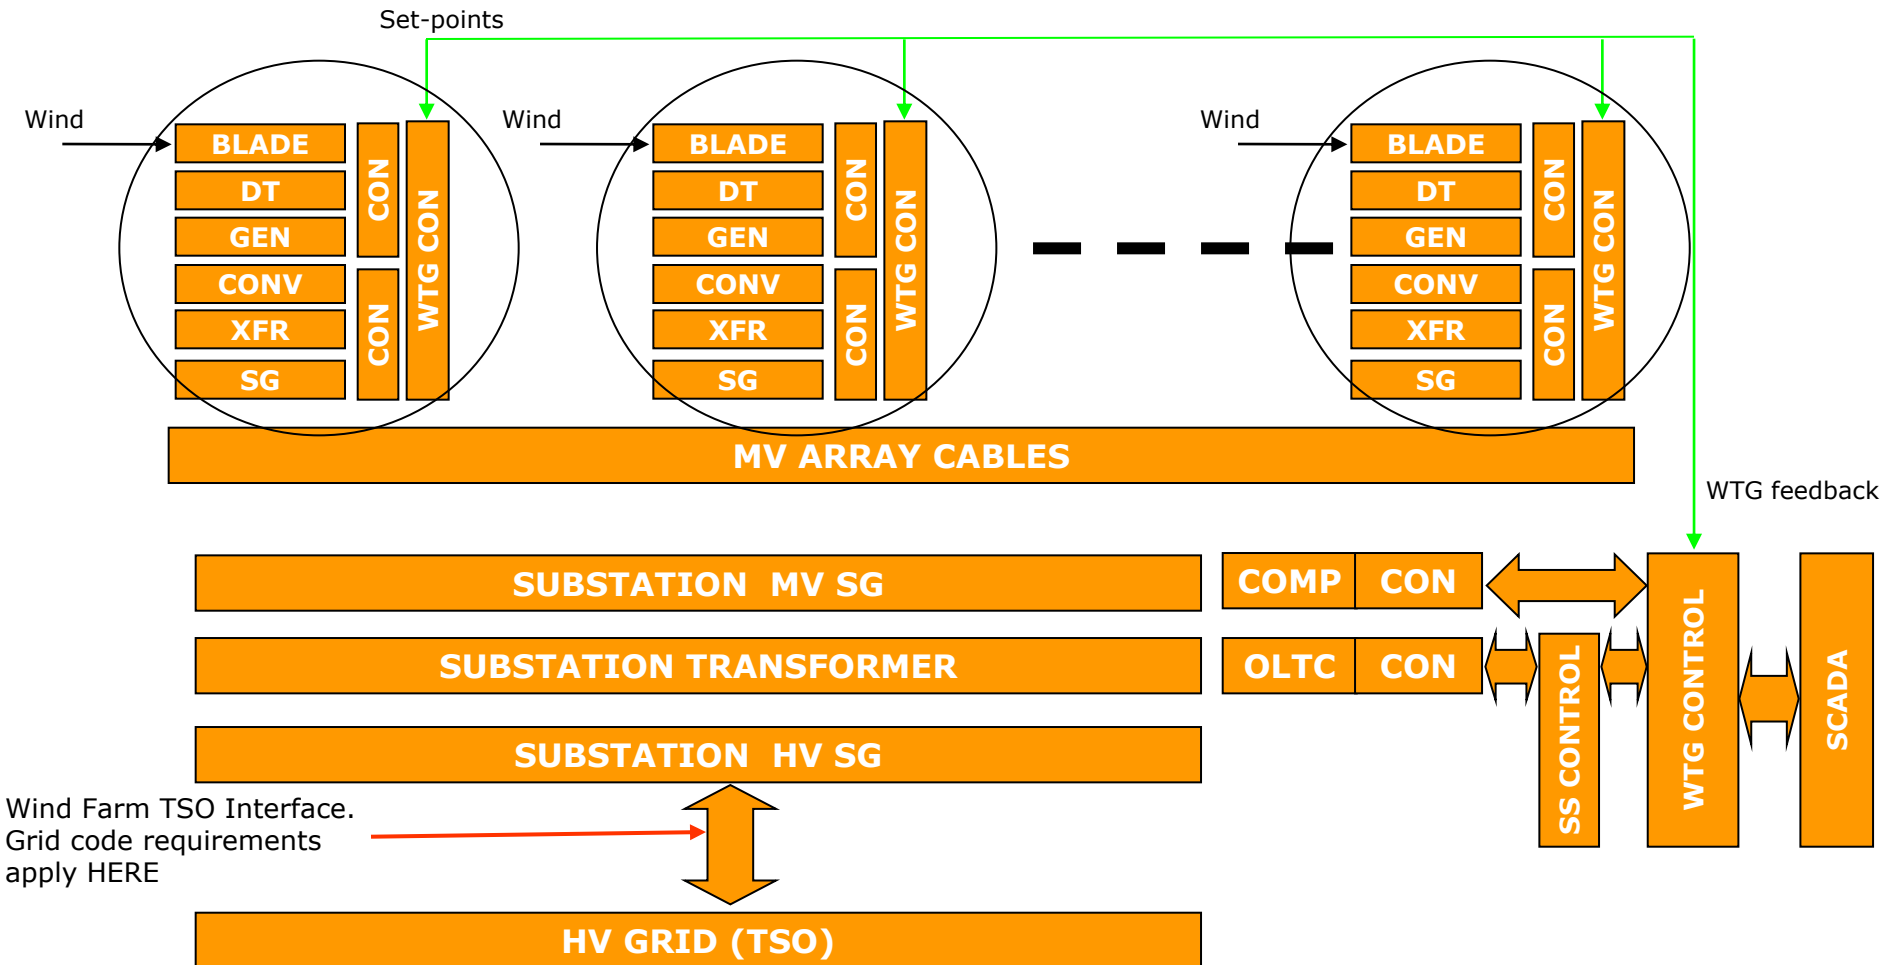 Set-points
Wind
BLADE
DT
GEN
CONV
XFR
SG
CON
CON
WTG CON
Wind
BLADE
DT
GEN
CONV
XFR
SG
CON
CON
WTG CON
Wind
BLADE
DT
GEN
CONV
XFR
SG
CON
CON
WTG CON
MV ARRAY CABLES
WTG feedback
SUBSTATION MV SG
COMP
CON
SUBSTATION TRANSFORMER
OLTC
CON
SS CONTROL
WTG CONTROL
SCADA
SUBSTATION HV SG
Wind Farm TSO Interface.
Grid code requirements
apply HERE
HV GRID (TSO)